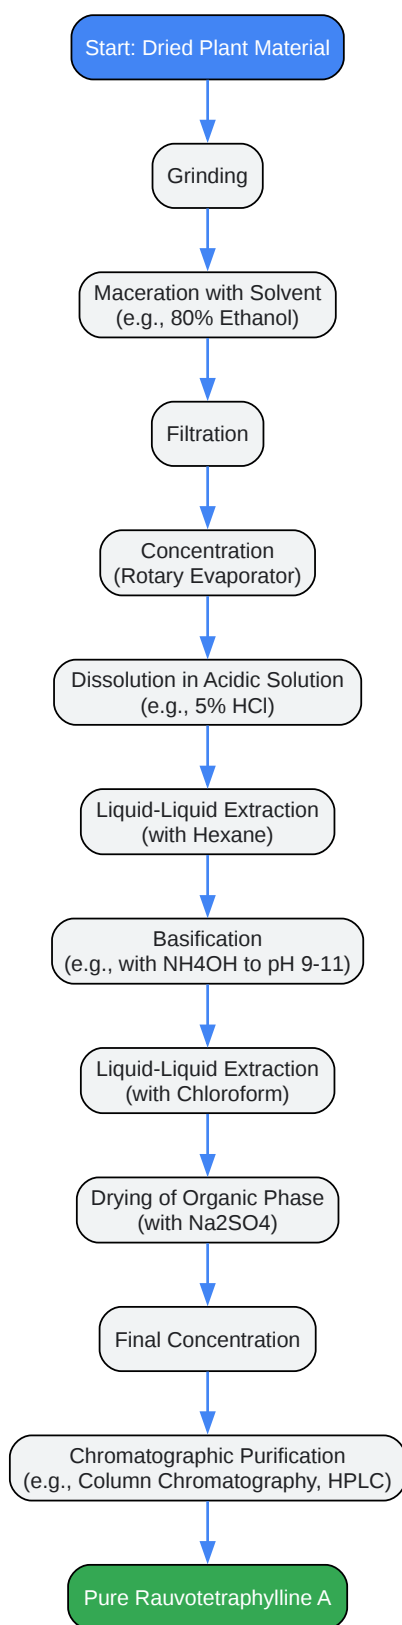 Start: Dried Plant Material
Grinding
Maceration with Solvent
(e.g., 80% Ethanol)
Filtration
Concentration
(Rotary Evaporator)
Dissolution in Acidic Solution
(e.g., 5% HCl)
Liquid-Liquid Extraction
(with Hexane)
Basification
(e.g., with NH4OH to pH 9-11)
Liquid-Liquid Extraction
(with Chloroform)
Drying of Organic Phase
(with Na2SO4)
Final Concentration
Chromatographic Purification
(e.g., Column Chromatography, HPLC)
Pure Rauvotetraphylline A